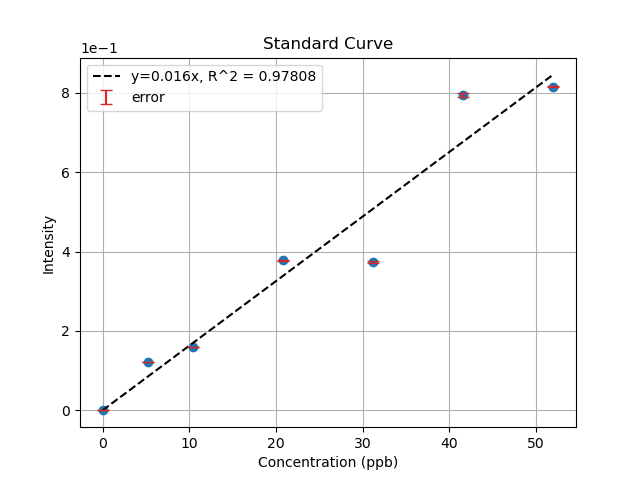 Standard Curve
1e−1
y=0.016x, R^2 = 0.97808
error
8
6
4
2
0
Intensity
0 10 20 30 40 50
Concentration (ppb)